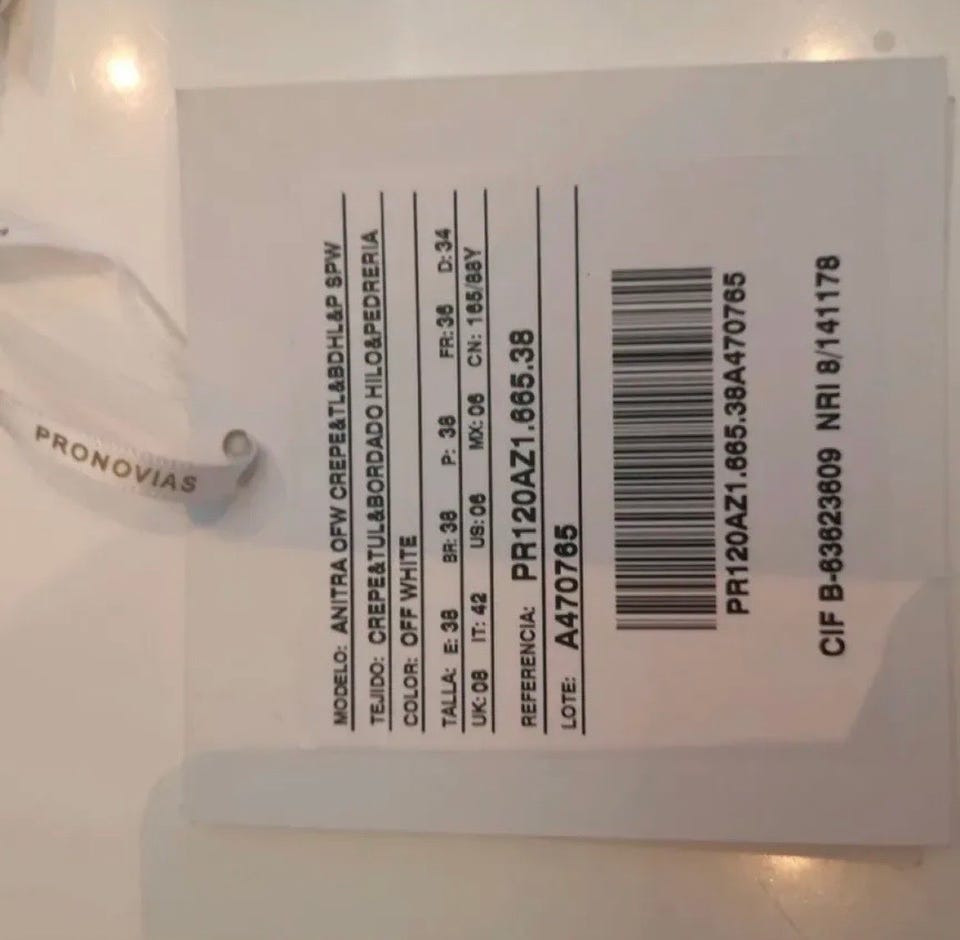 PRONOVIAS
MODELO: ANITRA OFW CREPE&TL&BDHL&P SPW
TEJIDO: CREPE&TUL&BORDADO HILO&PEDRERIA
COLOR: OFF WHITE
TALLA: E: 38 BR: 38 P: 38 FR: 36 D: 34
UK: 08 IT: 42 US: 06 MX: 06 CN: 165/88Y
REFERENCIA: PR120AZ1.665.38
LOTE: A470765
PR120AZ1.665.38A470765
CIF B-63623609 NRI 8/141178